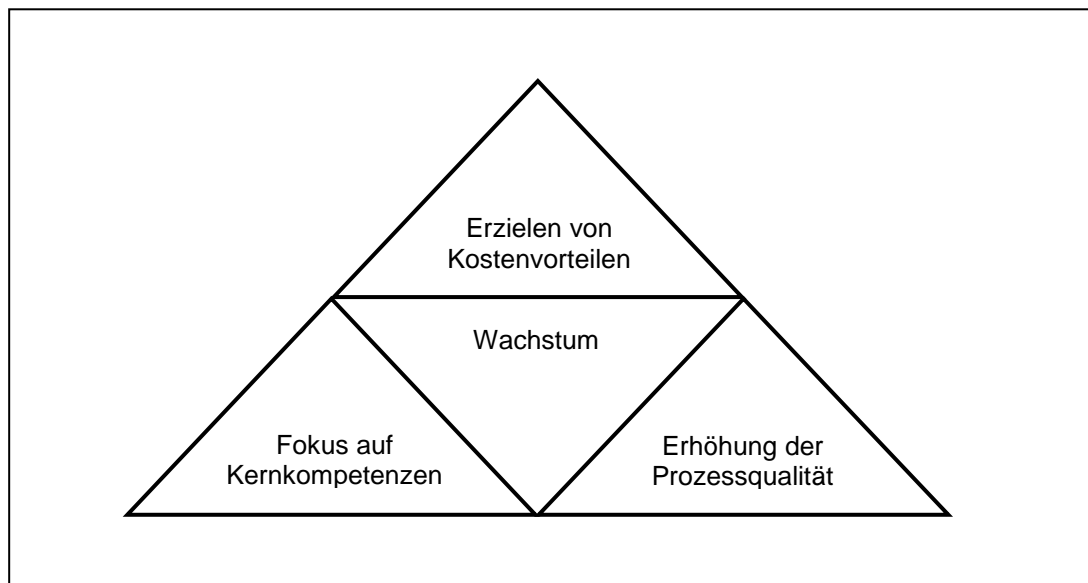 Erzielen von
Kostenvorteilen
Wachstum
Fokus auf
Kernkompetenzen
Erhöhung der
Prozessqualität